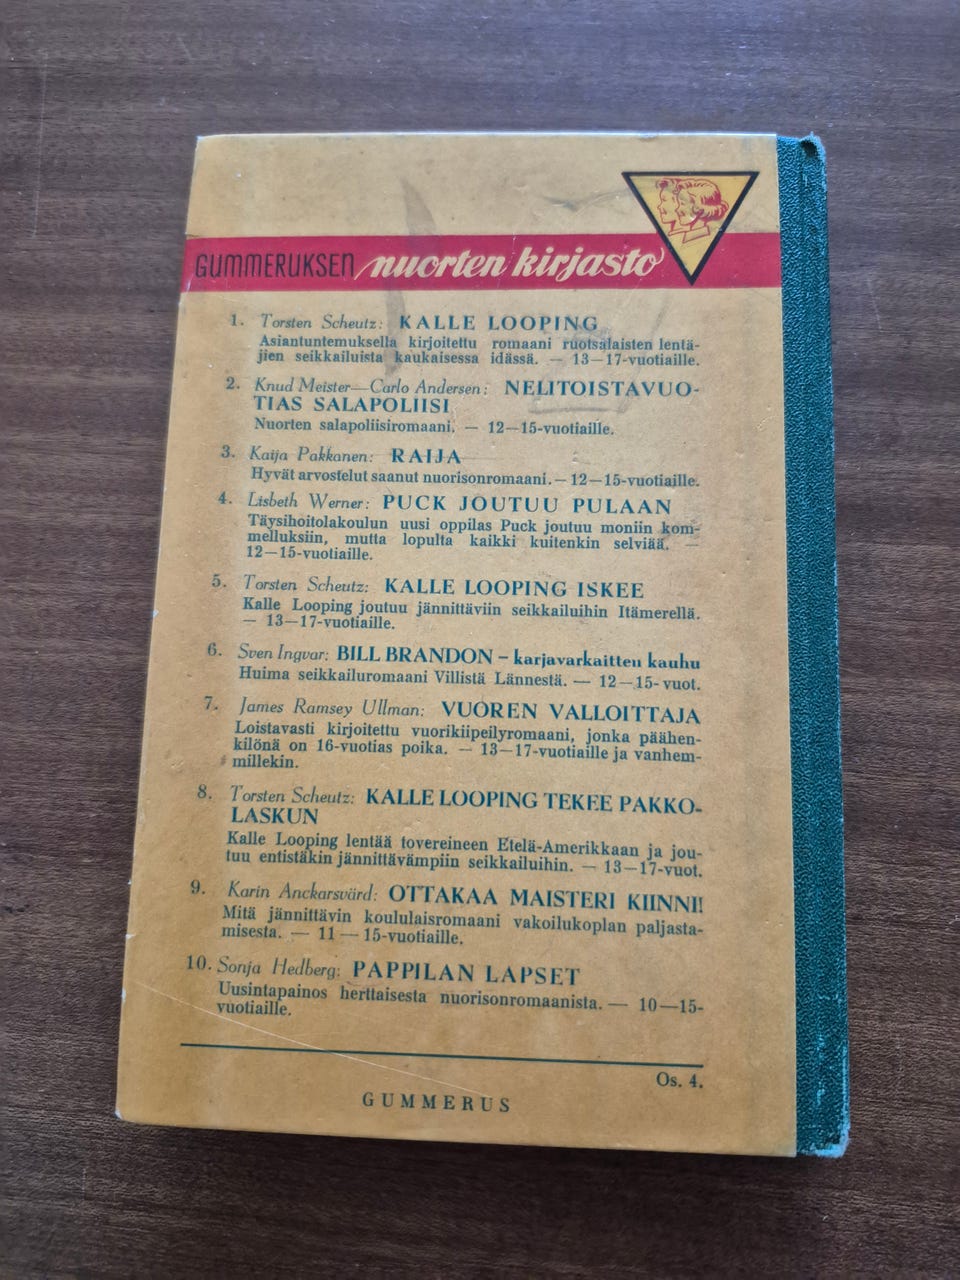 GUMMERUKSEN nuorten kirjasto
1. Torsten Scheutz: KALLE LOOPING
Asiantuntemuksella kirjoitettu romaani ruotsalaisten lentä-
jien seikkailuista kaukaisessa idässä. — 13—17-vuotiaille.
2. Knud Meister—Carlo Andersen: NELITOISTAVUO-
TIAS SALAPOLIISI
Nuorten salapoliisiromaani. — 12—15-vuotiaille.
3. Kaija Pakkanen: RAIJA
Hyvät arvostelut saanut nuorisonromaani. — 12—15-vuotiaille.
4. Lisbeth Werner: PUCK JOUTUU PULAAN
Täysihoitolakoulun uusi oppilas Puck joutuu moniin kom-
melluksiin, mutta lopulta kaikki kuitenkin selviää. —
12—15-vuotiaille.
5. Torsten Scheutz: KALLE LOOPING ISKEE
Kalle Looping joutuu jännittäviin seikkailuihin Itämerellä.
— 13—17-vuotiaille.
6. Sven Ingvar: BILL BRANDON – karjavarkaitten kauhu
Huima seikkailuromaani Villistä Lännestä. — 12—15-vuot.
7. James Ramsey Ullman: VUOREN VALLOITTAJA
Loistavasti kirjoitettu vuorikiipeilyromaani, jonka päähen-
kilönä on 16-vuotias poika. — 13—17-vuotiaille ja vanhem-
millekin.
8. Torsten Scheutz: KALLE LOOPING TEKEE PAKKO-
LASKUN
Kalle Looping lentää tovereineen Etelä-Amerikkaan ja jou-
tuu entistäkin jännittävämpiin seikkailuihin. — 13—17-vuot.
9. Karin Anckarsvärd: OTTAKAA MAISTERI KIINNI!
Mitä jännittävin koululaisromaani vakoilukoplan paljasta-
misesta. — 11—15-vuotiaille.
10. Sonja Hedberg: PAPPILAN LAPSET
Uusintapainos herttaisesta nuorisonromaanista. — 10—15-
vuotiaille.
Os. 4.
GUMMERUS